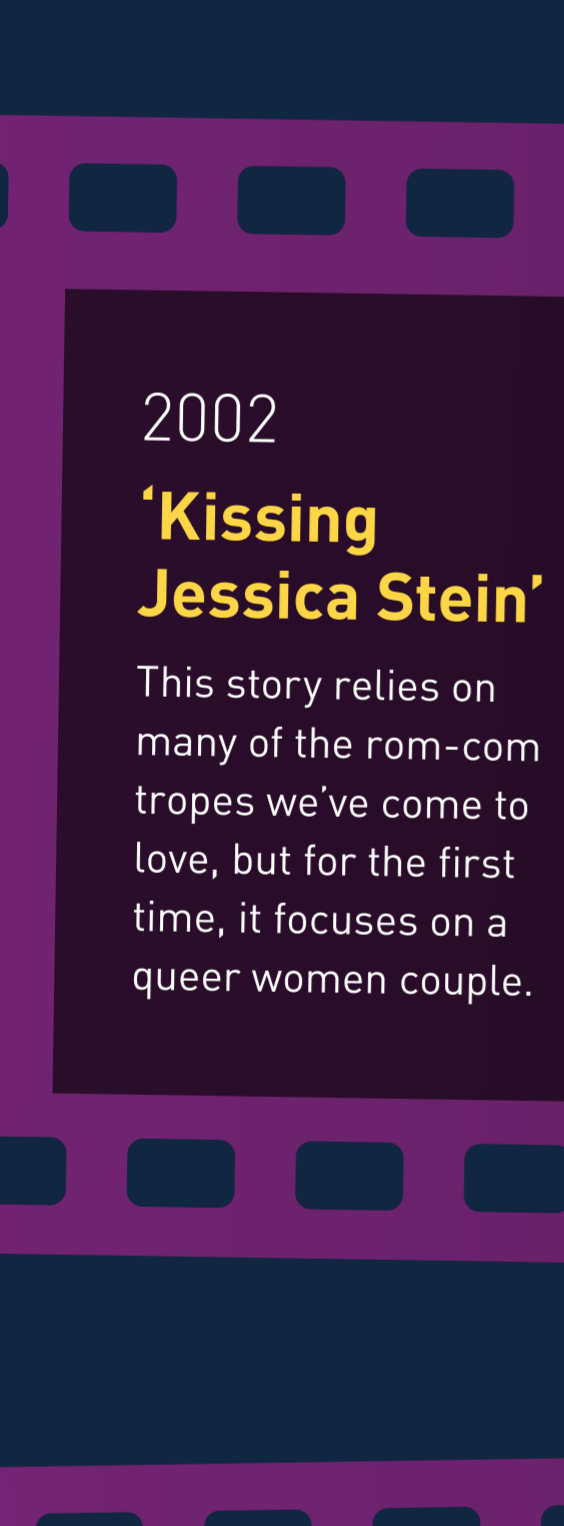 2002
‘Kissing
Jessica Stein’
This story relies on
many of the rom-com
tropes we’ve come to
love, but for the first
time, it focuses on a
queer women couple.